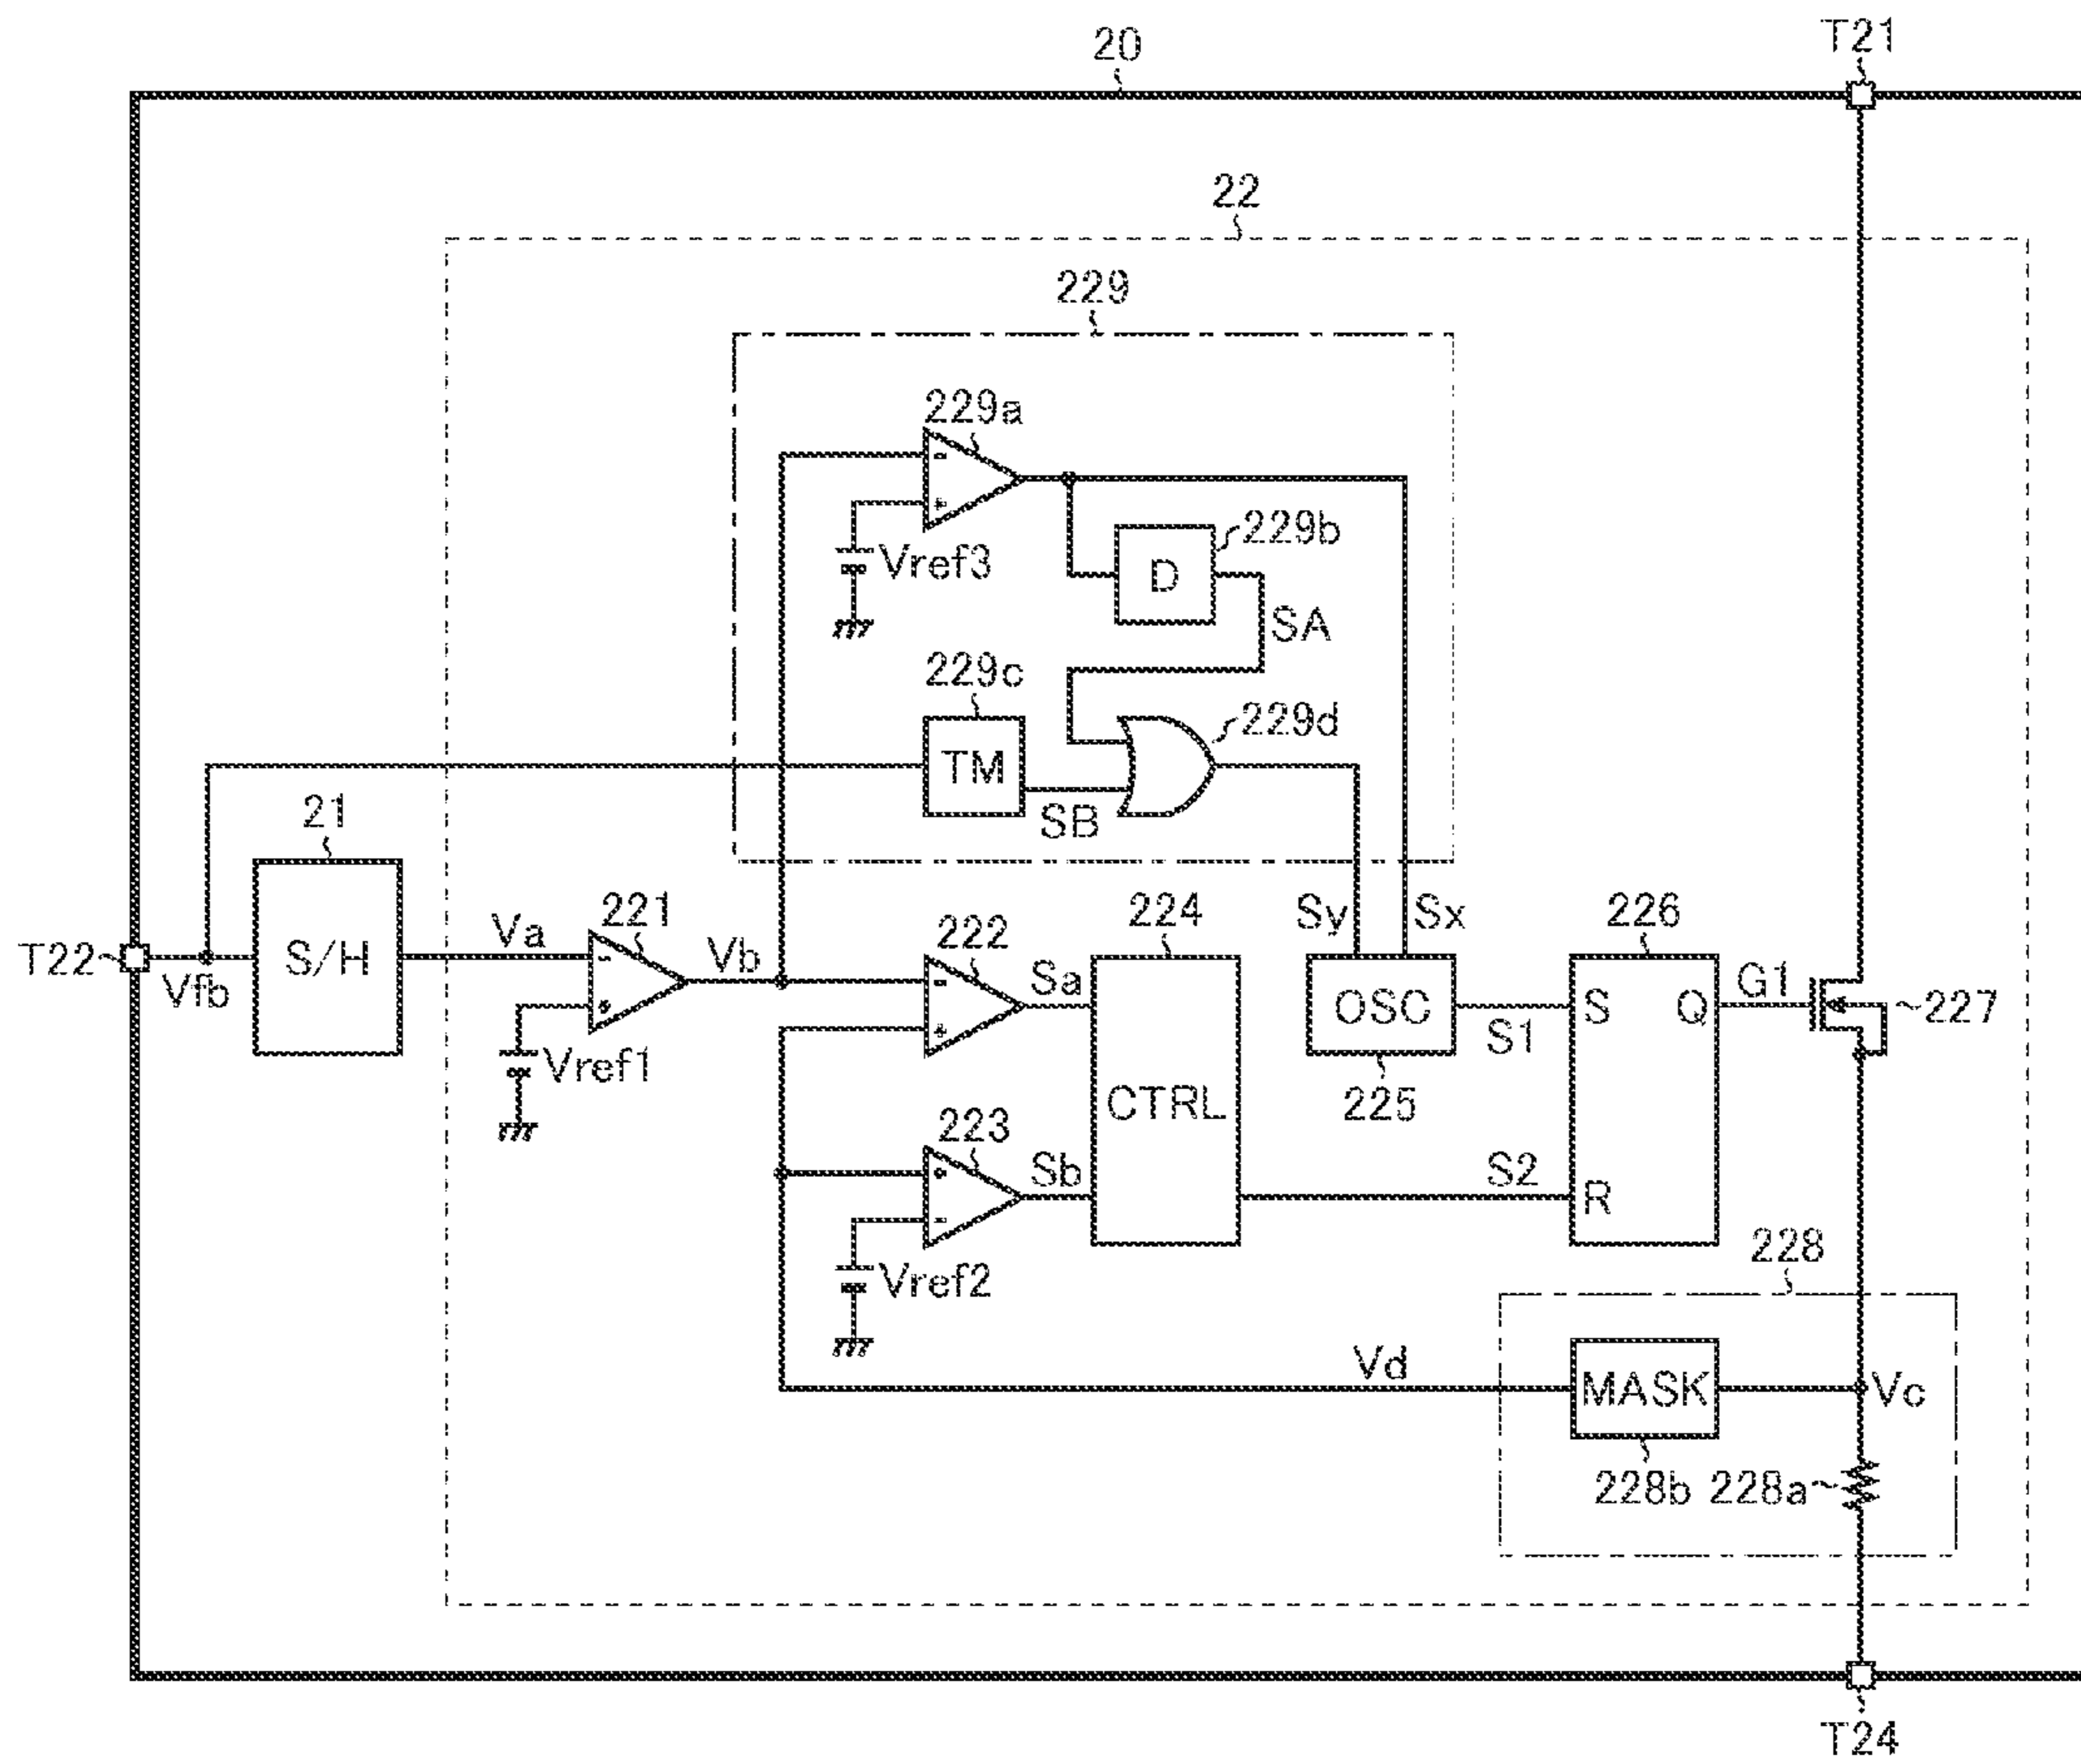 20
T21
22
229
229a
Vref3
D
229b
SA
229c
TM
229d
SB
21
S/H
T22
Vfb
Va
221
Vref1
Vb
222
Sa
224
CTRL
Sy
Sx
OSC
225
S1
226
S
Q
R
G1
227
223
Sb
Vref2
S2
228
Vd
MASK
Vc
228b
228a
T24